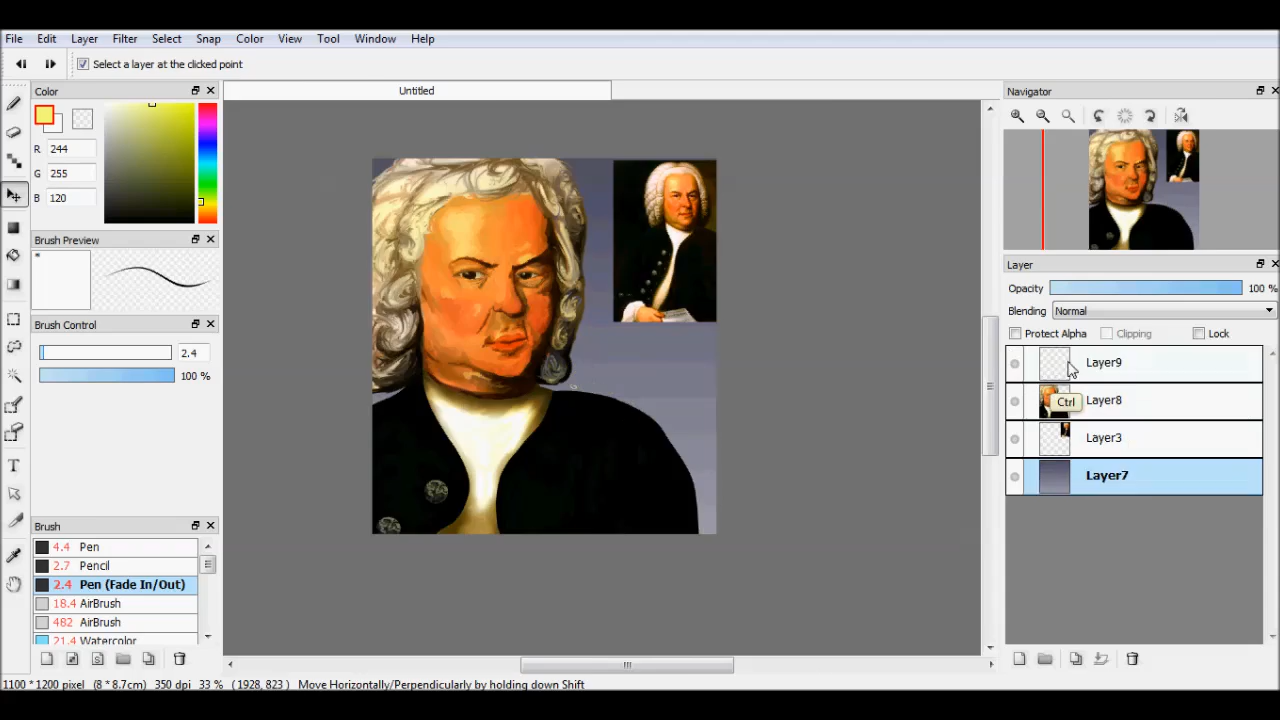 File Edit Layer Filter Select Snap Color View Tool Window Help
Select a layer at the clicked point
Color
Untitled
Navigator
R 244
G 255
B 120
Brush Preview
*
Brush Control
2.4
100 %
Layer
Opacity 100 %
Blending Normal
Protect Alpha Clipping Lock
Layer9
Ctrl
Layer8
Layer3
Layer7
Brush
4.4 Pen
2.7 Pencil
2.4 Pen (Fade In/Out)
18.4 AirBrush
482 AirBrush
21.4 Watercolor
1100 * 1200 pixel (8 * 8.7cm) 350 dpi 33 % (1928, 823) Move Horizontally/Perpendicularly by holding down Shift